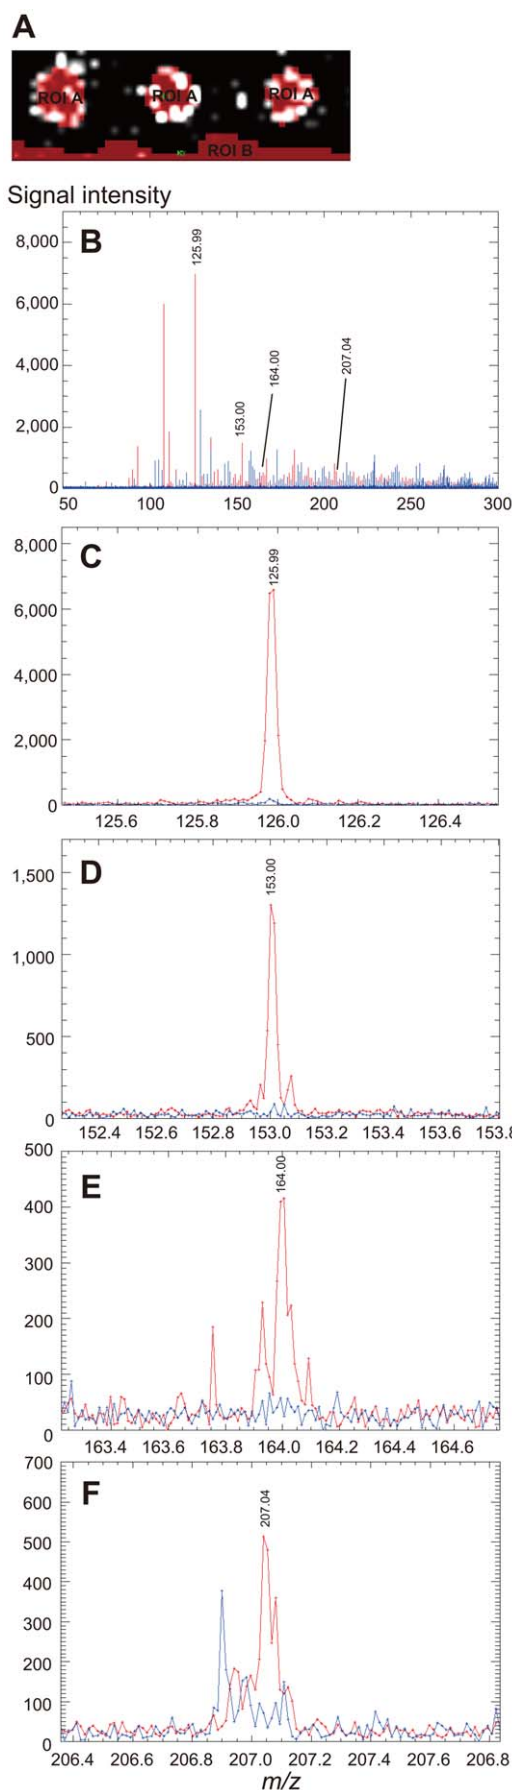 A
ROI A ROI A ROI A
ROI B
Signal intensity
B
125.99
153.00
164.00
207.04
8,000
6,000
4,000
2,000
0
50 100 150 200 250 300
C
125.99
8,000
6,000
4,000
2,000
0
125.6 125.8 126.0 126.2 126.4
D
153.00
1,500
1,000
500
0
152.4 152.6 152.8 153.0 153.2 153.4 153.6 153.8
E
164.00
500
400
300
200
100
0
163.4 163.6 163.8 164.0 164.2 164.4 164.6
F
207.04
700
600
500
400
300
200
100
0
206.4 206.6 206.8 207.0 207.2 207.4 207.6 206.8
m/z